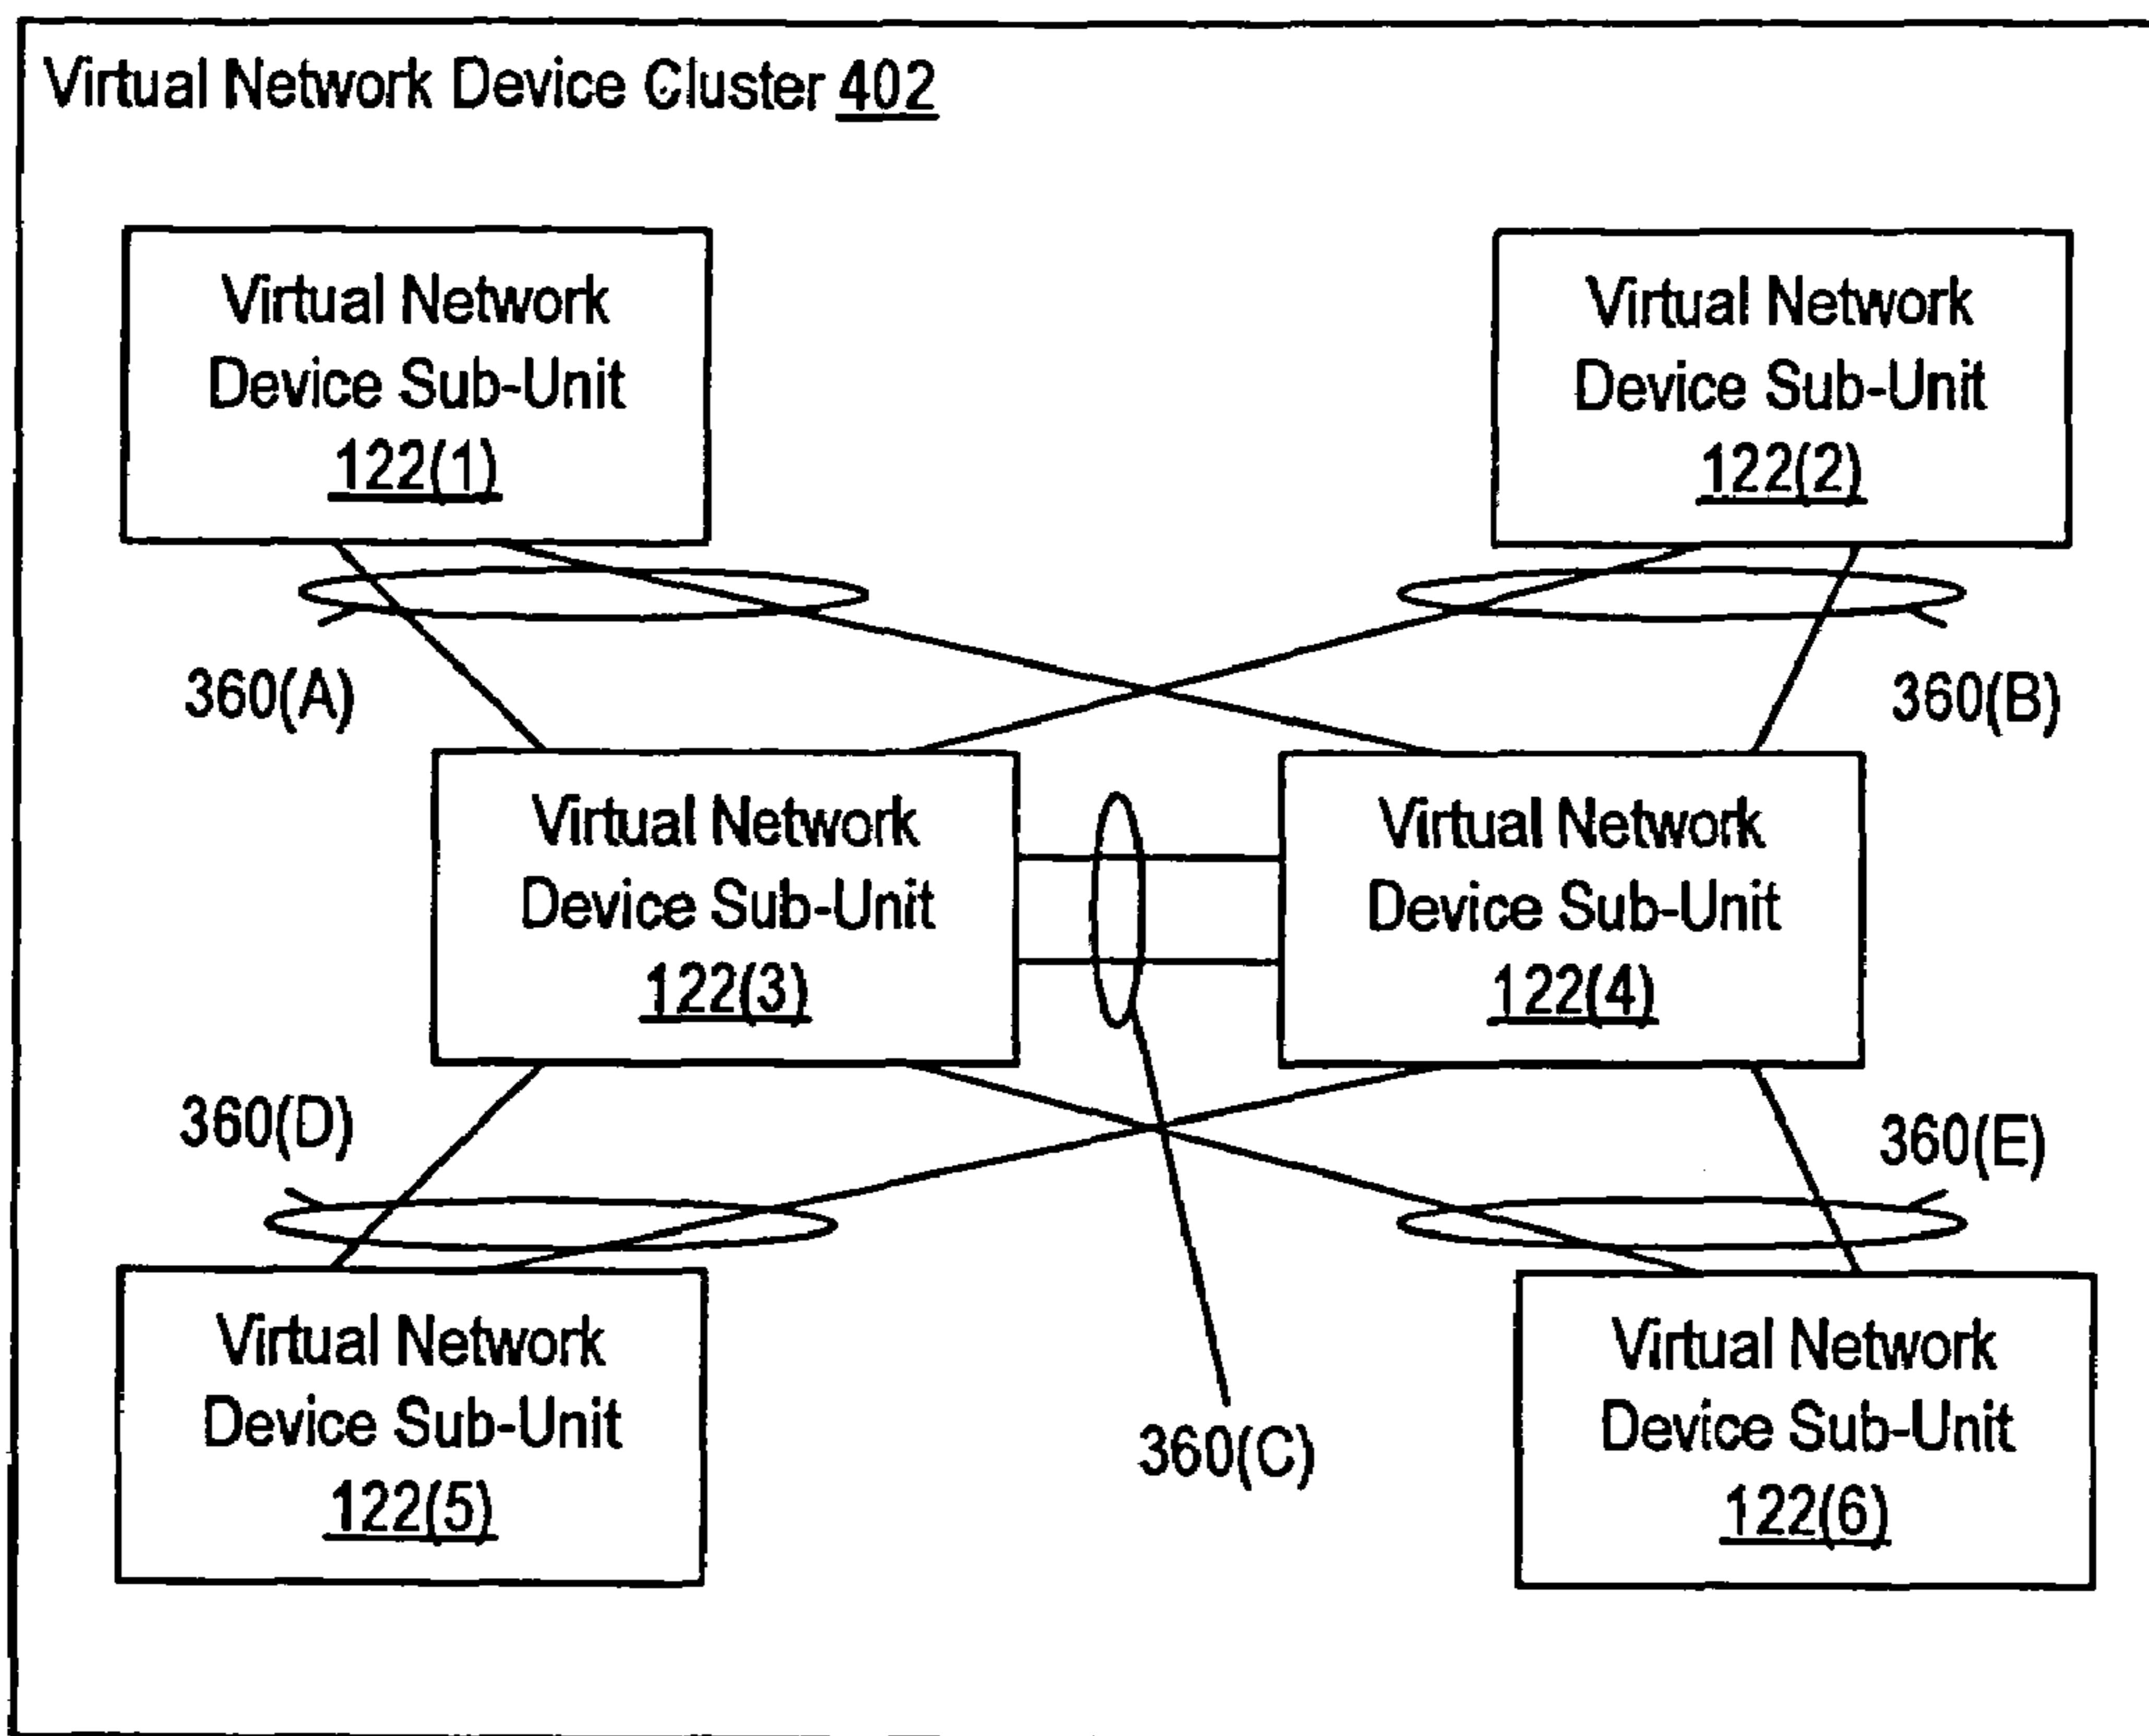 Virtual Network Device Cluster 402
Virtual Network
Device Sub-Unit
122(1)
Virtual Network
Device Sub-Unit
122(2)
360(A)
360(B)
Virtual Network
Device Sub-Unit
122(3)
Virtual Network
Device Sub-Unit
122(4)
360(D)
360(E)
Virtual Network
Device Sub-Unit
122(5)
360(C)
Virtual Network
Device Sub-Unit
122(6)